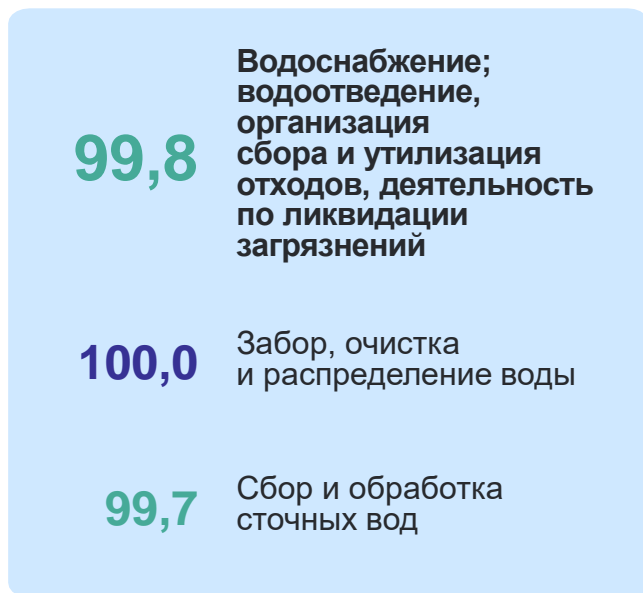 99,8
Водоснабжение;
водоотведение,
организация
сбора и утилизация
отходов, деятельность
по ликвидации
загрязнений
100,0
Забор, очистка
и распределение воды
99,7
Сбор и обработка
сточных вод